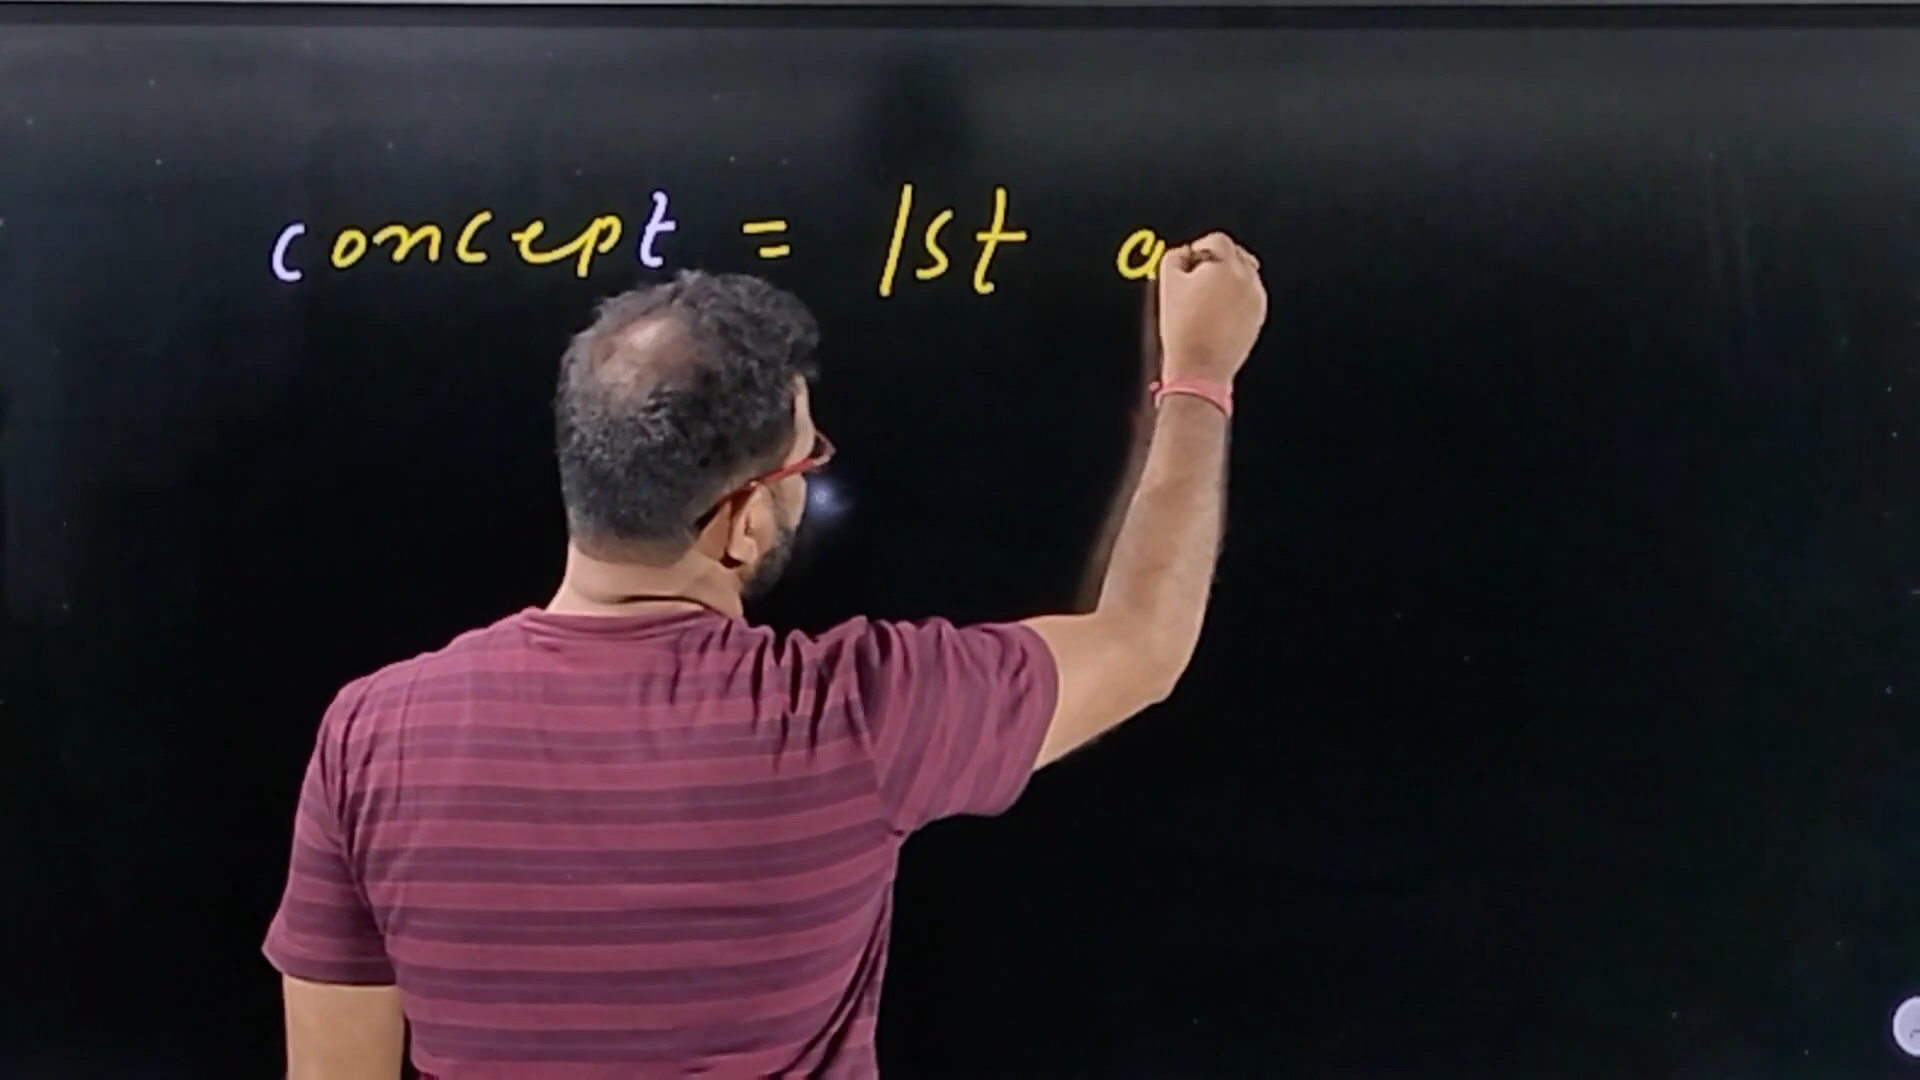 concept = 1st a